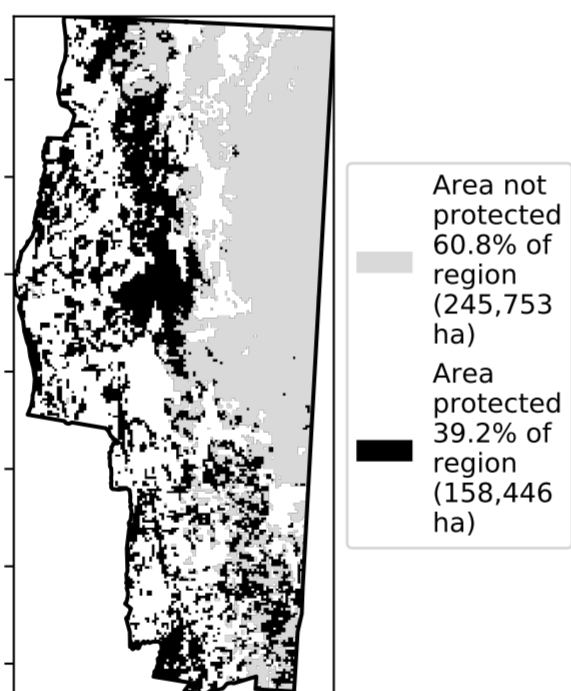 Area not
protected
60.8% of
region
(245,753
ha)
Area
protected
39.2% of
region
(158,446
ha)